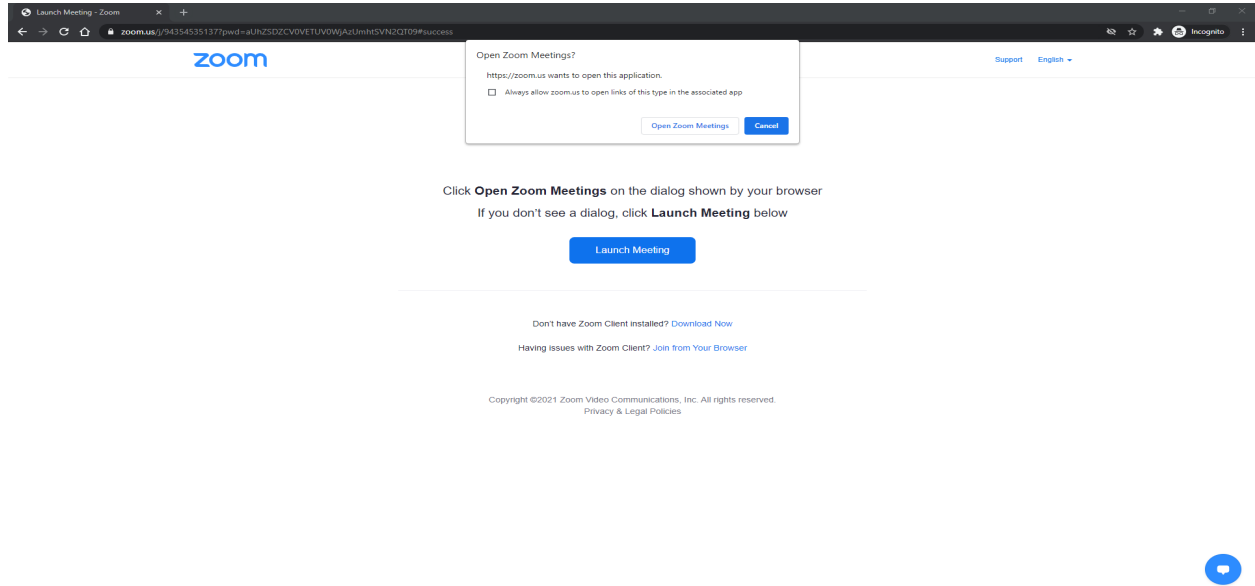 Launch Meeting - Zoom
zoom.us/j/94354535137?pwd=aUhZSDZCV0VETUV0WjAzUmhtSVN2QT09#success
Incognito
zoom
Support English
Open Zoom Meetings?
https://zoom.us wants to open this application.
Always allow zoom.us to open links of this type in the associated app
Open Zoom Meetings Cancel
Click Open Zoom Meetings on the dialog shown by your browser
If you don't see a dialog, click Launch Meeting below
Launch Meeting
Don't have Zoom Client installed? Download Now
Having issues with Zoom Client? Join from Your Browser
Copyright ©2021 Zoom Video Communications, Inc. All rights reserved.
Privacy & Legal Policies